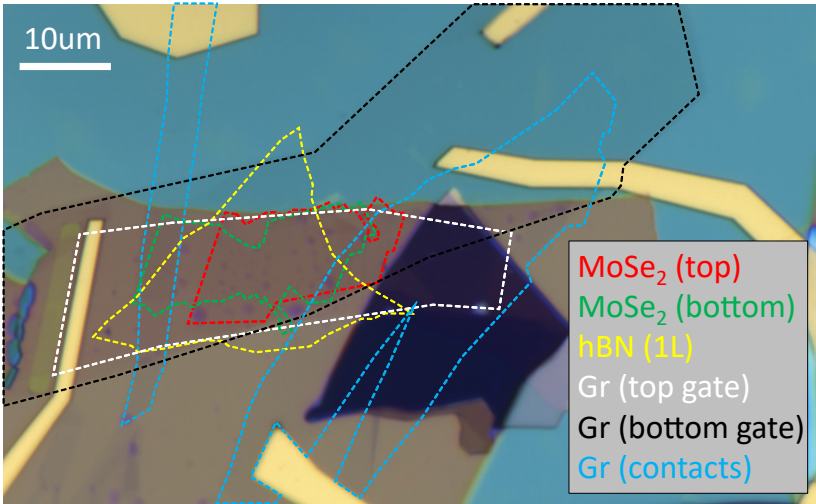 10um
MoSe₂ (top)
MoSe₂ (bottom)
hBN (1L)
Gr (top gate)
Gr (bottom gate)
Gr (contacts)